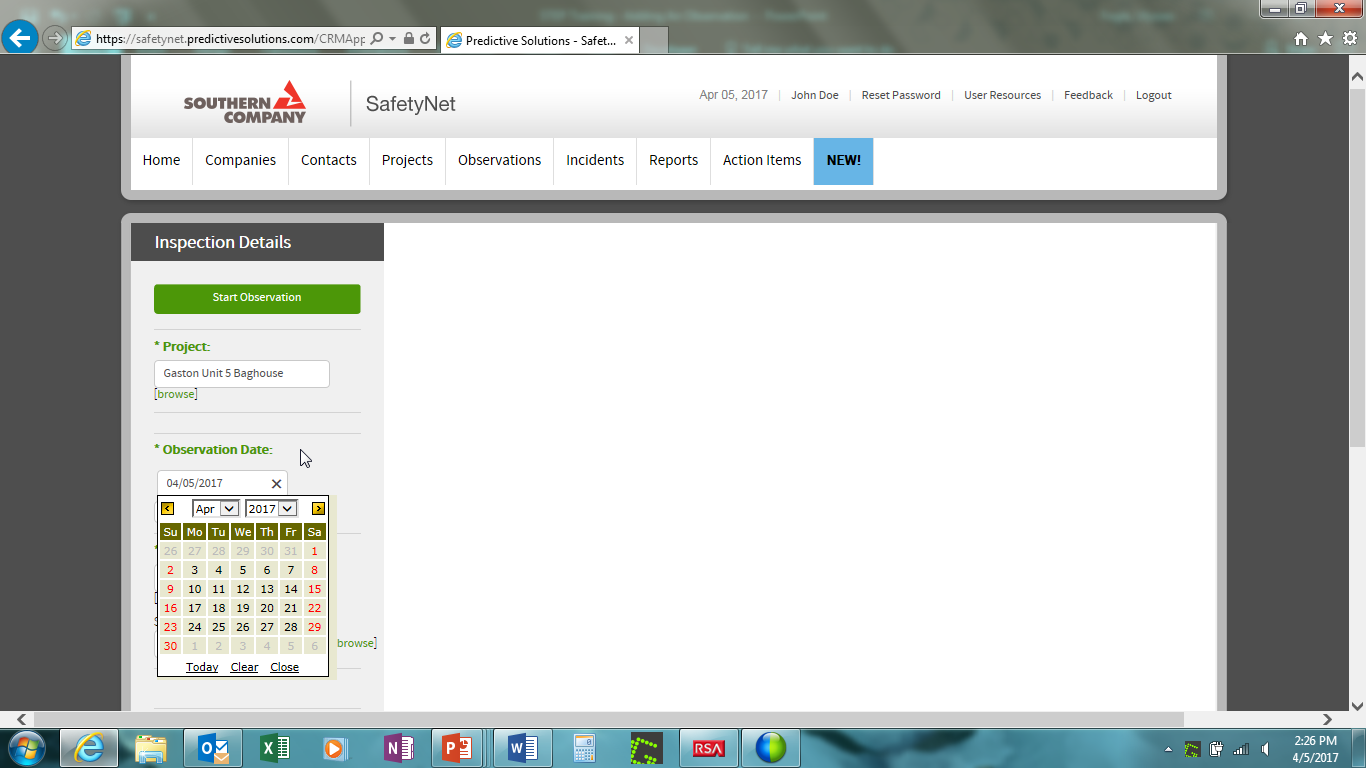 https://safetynet.predictivesolutions.com/CRMApp
Predictive Solutions - Safet...
SOUTHERN COMPANY
SafetyNet
Apr 05, 2017 John Doe Reset Password User Resources Feedback Logout
Home Companies Contacts Projects Observations Incidents Reports Action Items NEW!
Inspection Details
Start Observation
* Project:
Gaston Unit 5 Baghouse
[browse]
* Observation Date:
04/05/2017
Apr 2017
Su Mo Tu We Th Fr Sa
26 27 28 29 30 31 1
2 3 4 5 6 7 8
9 10 11 12 13 14 15
16 17 18 19 20 21 22
23 24 25 26 27 28 29
30 1 2 3 4 5 6
browse]
Today Clear Close
RSA
2:26 PM
4/5/2017